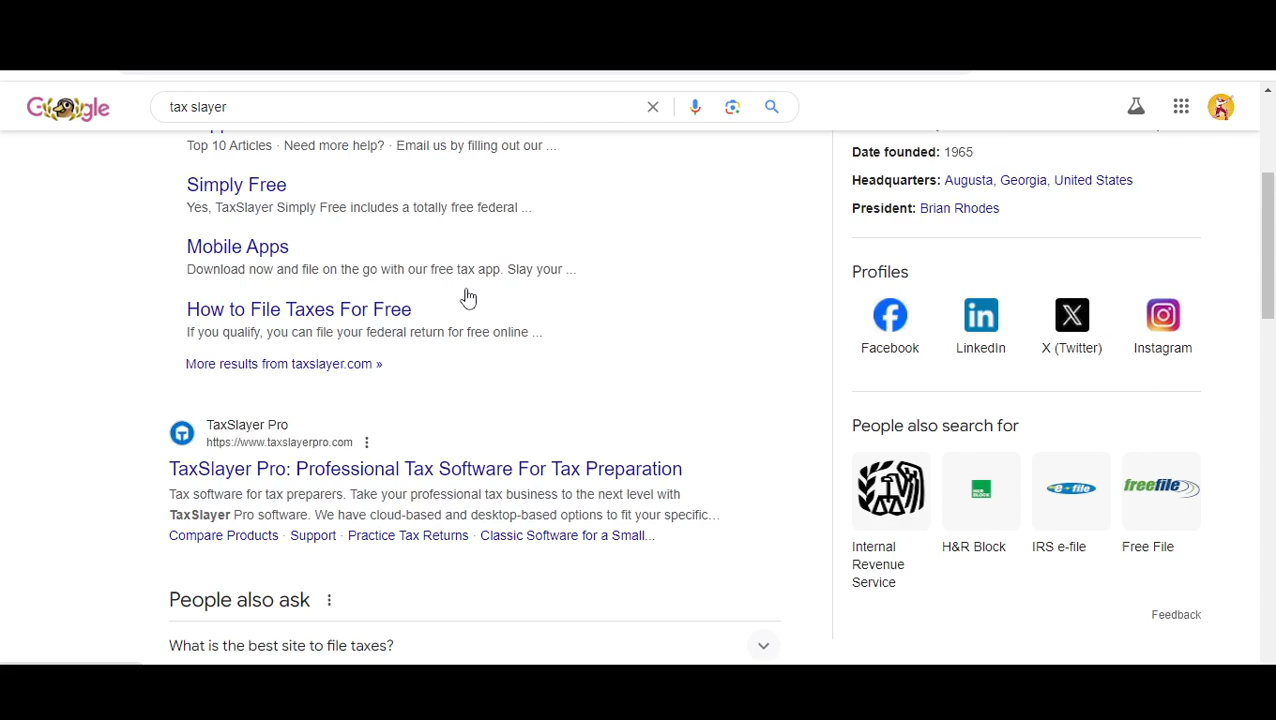 Google
tax slayer
Top 10 Articles · Need more help? · Email us by filling out our ...
Simply Free
Yes, TaxSlayer Simply Free includes a totally free federal ...
Mobile Apps
Download now and file on the go with our free tax app. Slay your ...
How to File Taxes For Free
If you qualify, you can file your federal return for free online ...
More results from taxslayer.com »
TaxSlayer Pro
https://www.taxslayerpro.com
TaxSlayer Pro: Professional Tax Software For Tax Preparation
Tax software for tax preparers. Take your professional tax business to the next level with
TaxSlayer Pro software. We have cloud-based and desktop-based options to fit your specific...
Compare Products · Support · Practice Tax Returns · Classic Software for a Small...
People also ask
What is the best site to file taxes?
Date founded: 1965
Headquarters: Augusta, Georgia, United States
President: Brian Rhodes
Profiles
Facebook
LinkedIn
X (Twitter)
Instagram
People also search for
H&R BLOCK
e-file
freefile
Internal
Revenue
Service
H&R Block
IRS e-file
Free File
Feedback